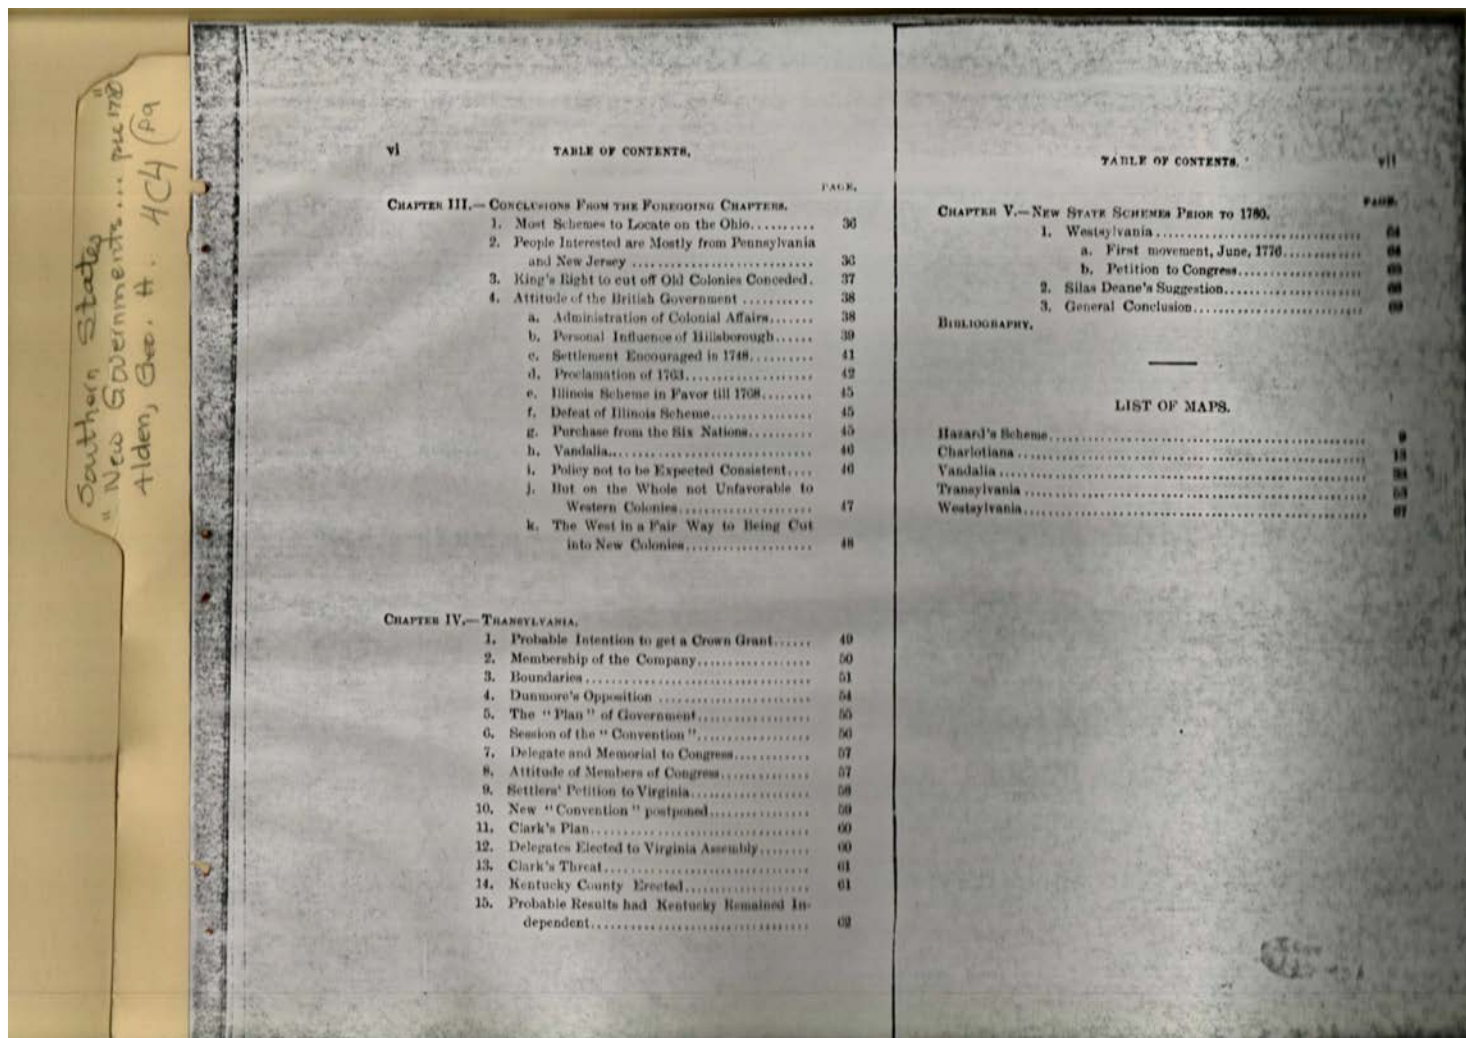 Southern States
"New Governments... pre 1780"
Alden, Geo. H. 4C4 (A9
vi TABLE OF CONTENTS.
PAGE.
CHAPTER III.—CONCLUSIONS FROM THE FOREGOING CHAPTERS.
1. Most Schemes to Locate on the Ohio.......... 36
2. People Interested are Mostly from Pennsylvania
and New Jersey .......................... 36
3. King's Right to cut off Old Colonies Conceded. 37
4. Attitude of the British Government ........... 38
a. Administration of Colonial Affairs....... 38
b. Personal Influence of Hillsborough...... 39
c. Settlement Encouraged in 1748.......... 41
d. Proclamation of 1763................... 42
e. Illinois Scheme in Favor till 1768........ 45
f. Defeat of Illinois Scheme............... 45
g. Purchase from the Six Nations.......... 45
h. Vandalia.............................. 46
i. Policy not to be Expected Consistent.... 46
j. But on the Whole not Unfavorable to
Western Colonies.................... 47
k. The West in a Fair Way to Being Cut
into New Colonies................... 48
CHAPTER IV.—TRANSYLVANIA.
1. Probable Intention to get a Crown Grant...... 49
2. Membership of the Company................. 50
3. Boundaries ................................ 51
4. Dunmore's Opposition ...................... 54
5. The "Plan" of Government................. 55
6. Session of the "Convention"................. 56
7. Delegate and Memorial to Congress........... 57
8. Attitude of Members of Congress............. 57
9. Settlers' Petition to Virginia.................. 58
10. New "Convention" postponed............... 59
11. Clark's Plan................................ 60
12. Delegates Elected to Virginia Assembly........ 60
13. Clark's Threat.............................. 61
14. Kentucky County Erected................... 61
15. Probable Results had Kentucky Remained In-
dependent................................ 62
TABLE OF CONTENTS. vii
PAGE.
CHAPTER V.—NEW STATE SCHEMES PRIOR TO 1780.
1. Westsylvania .............................. 64
a. First movement, June, 1776............ 64
b. Petition to Congress...................
2. Silas Deane's Suggestion.................... 68
3. General Conclusion......................... 69
BIBLIOGRAPHY.
LIST OF MAPS.
Hazard's Scheme.............................. 9
Charlotiana .................................. 13
Vandalia .....................................
Transylvania ................................. 53
Westsylvania.................................. 67